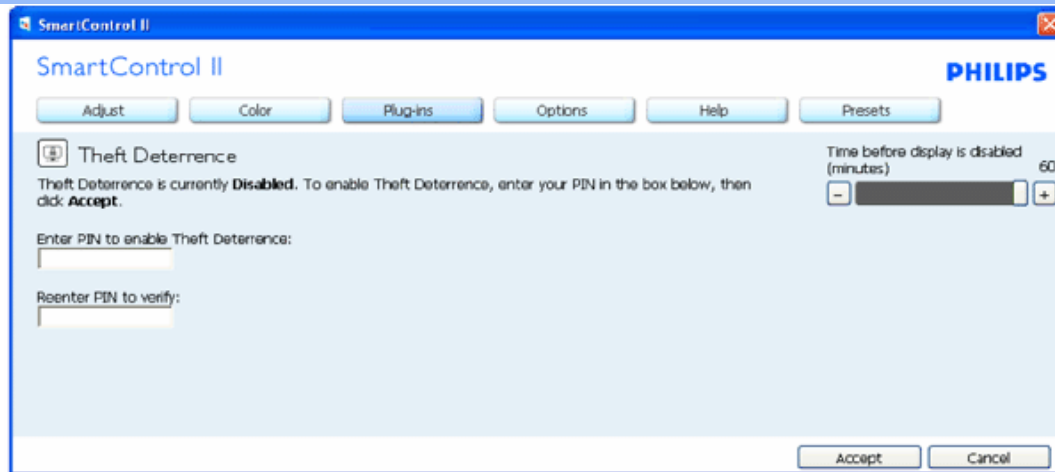 SmartControl II
SmartControl II
PHILIPS
Adjust Color Plug-ins Options Help Presets
Theft Deterrence
Theft Deterrence is currently Disabled. To enable Theft Deterrence, enter your PIN in the box below, then
click Accept.
Time before display is disabled
(minutes) 60
- +
Enter PIN to enable Theft Deterrence:
Reenter PIN to verify:
Accept Cancel